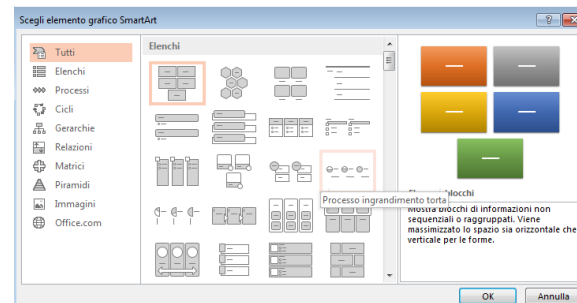 Scegli elemento grafico SmartArt
Tutti
Elenchi
Processi
Cicli
Gerarchie
Relazioni
Matrici
Piramidi
Immagini
Office.com
Elenchi
Processo ingrandimento torta
blocchi
Mostra blocchi di informazioni non
sequenziali o raggruppati. Viene
massimizzato lo spazio sia orizzontale che
verticale per le forme.
OK
Annulla